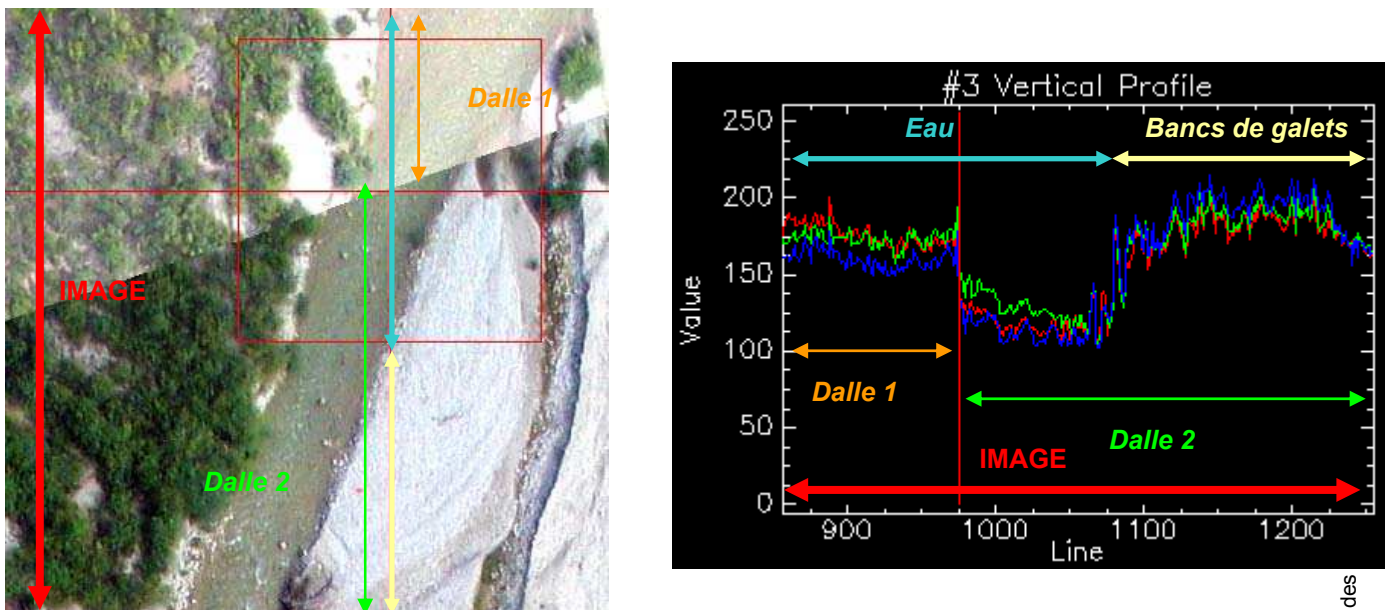 Dalle 1
IMAGE
Dalle 2
#3 Vertical Profile
Eau
Bancs de galets
250
200
150
100
50
0
Value
Dalle 1
Dalle 2
IMAGE
900
1000
1100
1200
Line
des